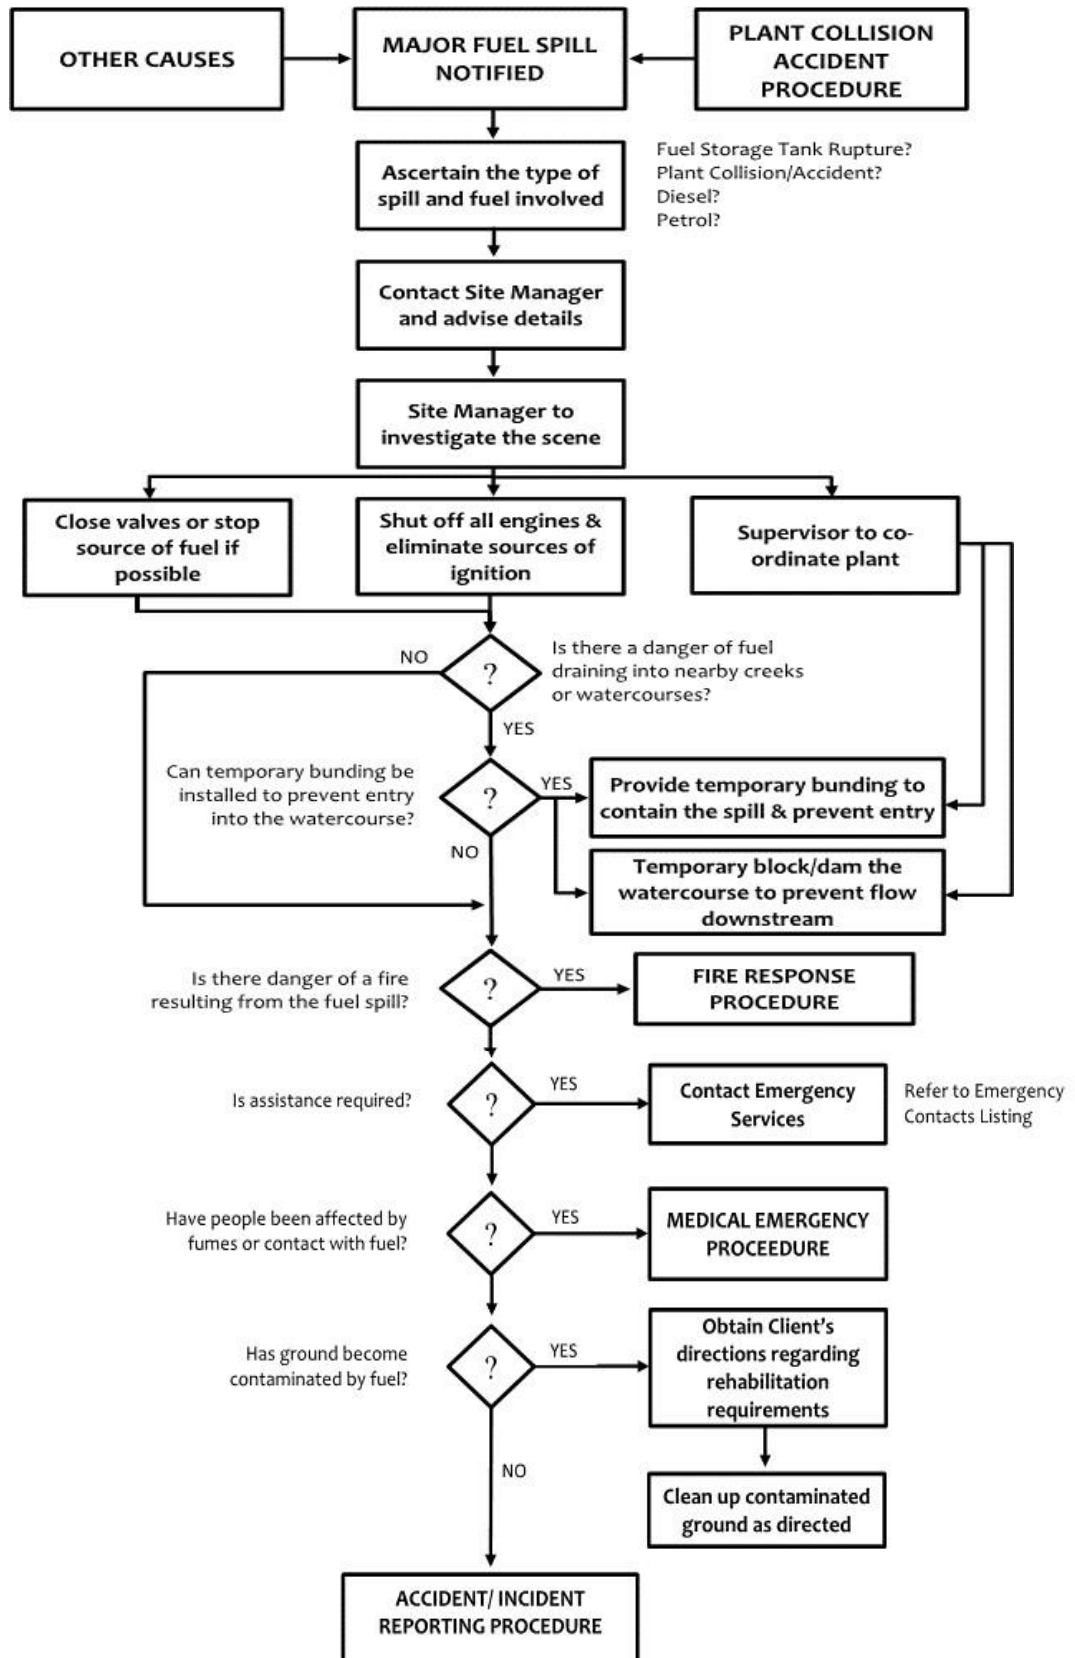 OTHER CAUSES
MAJOR FUEL SPILL
NOTIFIED
PLANT COLLISION
ACCIDENT
PROCEDURE
Ascertain the type of
spill and fuel involved
Fuel Storage Tank Rupture?
Plant Collision/Accident?
Diesel?
Petrol?
Contact Site Manager
and advise details
Site Manager to
investigate the scene
Close valves or stop
source of fuel if
possible
Shut off all engines &
eliminate sources of
ignition
Supervisor to co-
ordinate plant
NO
?
Is there a danger of fuel
draining into nearby creeks
or watercourses?
YES
Can temporary bunding be
installed to prevent entry
into the watercourse?
?
YES
Provide temporary bunding to
contain the spill & prevent entry
NO
Temporary block/dam the
watercourse to prevent flow
downstream
Is there danger of a fire
resulting from the fuel spill?
?
YES
FIRE RESPONSE
PROCEDURE
Is assistance required?
?
YES
Contact Emergency
Services
Refer to Emergency
Contacts Listing
Have people been affected by
fumes or contact with fuel?
?
YES
MEDICAL EMERGENCY
PROCEEDURE
Has ground become
contaminated by fuel?
?
YES
Obtain Client's
directions regarding
rehabilitation
requirements
NO
Clean up contaminated
ground as directed
ACCIDENT/ INCIDENT
REPORTING PROCEDURE